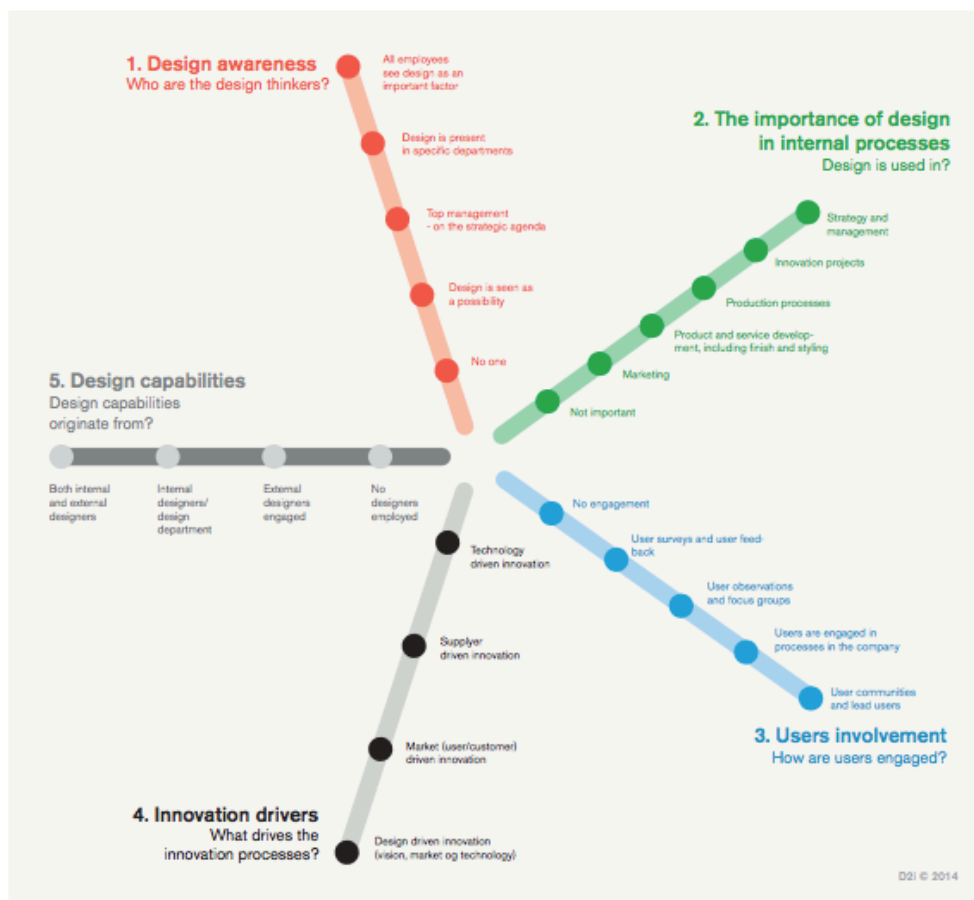 1. Design awareness
Who are the design thinkers?
All employees
see design as an
important factor
Design is present
in specific departments
Top management
- on the strategic agenda
Design is seen as
a possibility
No one
2. The importance of design
in internal processes
Design is used in?
Strategy and
management
Innovation projects
Production processes
Product and service develop-
ment, including finish and styling
Marketing
Not important
5. Design capabilities
Design capabilities
originate from?
Both internal
and external
designers
Internal
designers/
design
department
External
designers
engaged
No
designers
employed
No engagement
User surveys and user feed-
back
User observations
and focus groups
Users are engaged in
processes in the company
User communities
and lead users
3. Users involvement
How are users engaged?
Technology
driven innovation
Supplyer
driven innovation
Market (user/customer)
driven innovation
4. Innovation drivers
What drives the
innovation processes?
Design driven innovation
(vision, market og technology)
D2i © 2014